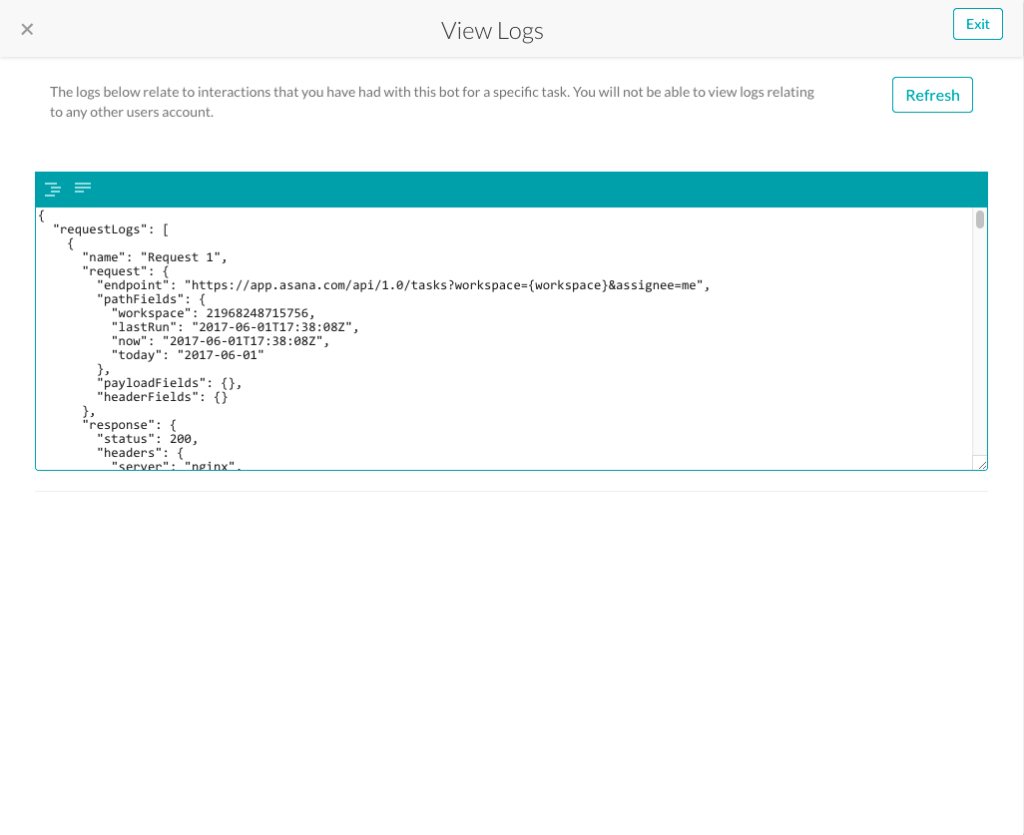 ×
View Logs
Exit
The logs below relate to interactions that you have had with this bot for a specific task. You will not be able to view logs relating
to any other users account.
Refresh
{
  "requestLogs": [
    {
      "name": "Request 1",
      "request": {
        "endpoint": "https://app.asana.com/api/1.0/tasks?workspace={workspace}&assignee=me",
        "pathFields": {
          "workspace": 21968248715756,
          "lastRun": "2017-06-01T17:38:08Z",
          "now": "2017-06-01T17:38:08Z",
          "today": "2017-06-01"
        },
        "payloadFields": {},
        "headerFields": {}
      },
      "response": {
        "status": 200,
        "headers": {
          "server": "nginx",